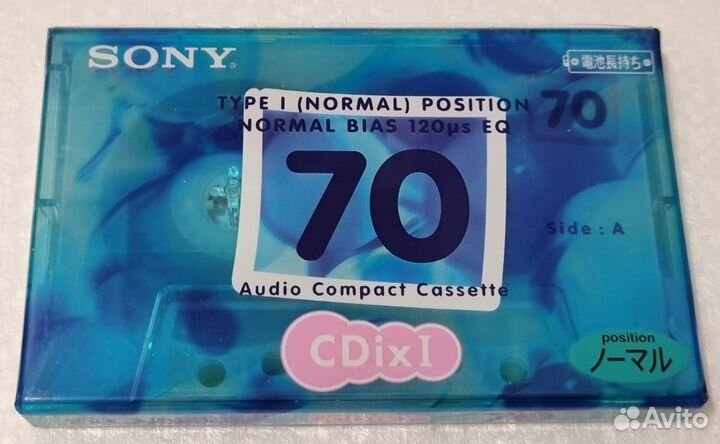 SONY
電池長持ち
TYPE I (NORMAL) POSITION
NORMAL BIAS 120μs EQ
70
70
Side : A
Audio Compact Cassette
CDixI
position
ノーマル
Avito